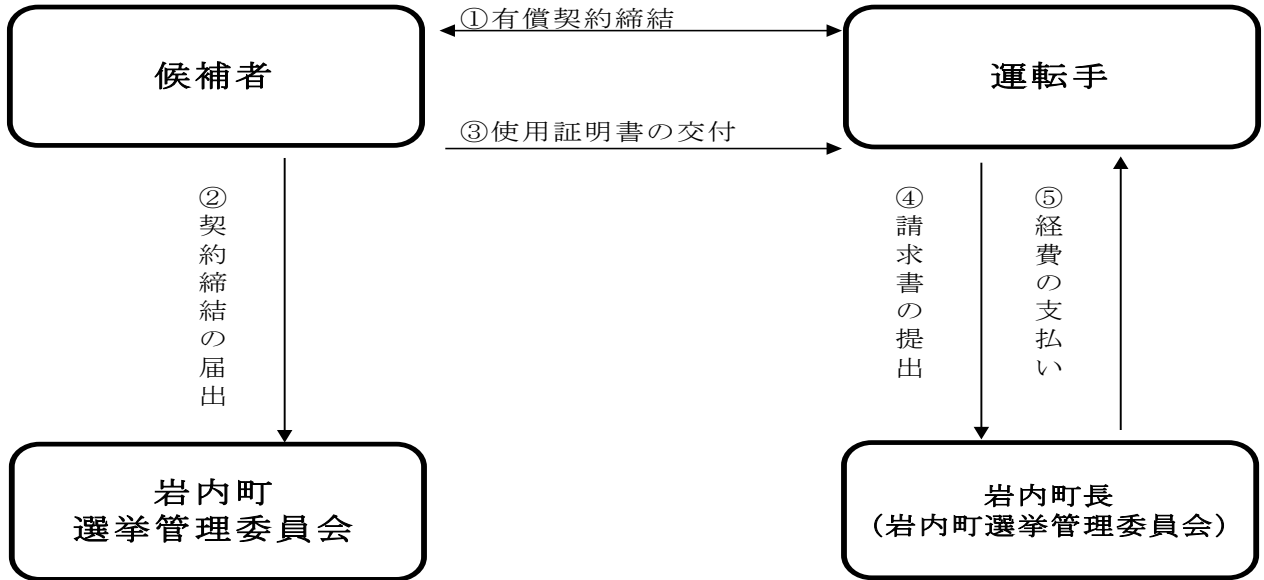 ①有償契約締結
候補者
運転手
③使用証明書の交付
②契約締結の届出
④請求書の提出
⑤経費の支払い
岩内町
選挙管理委員会
岩内町長
(岩内町選挙管理委員会)